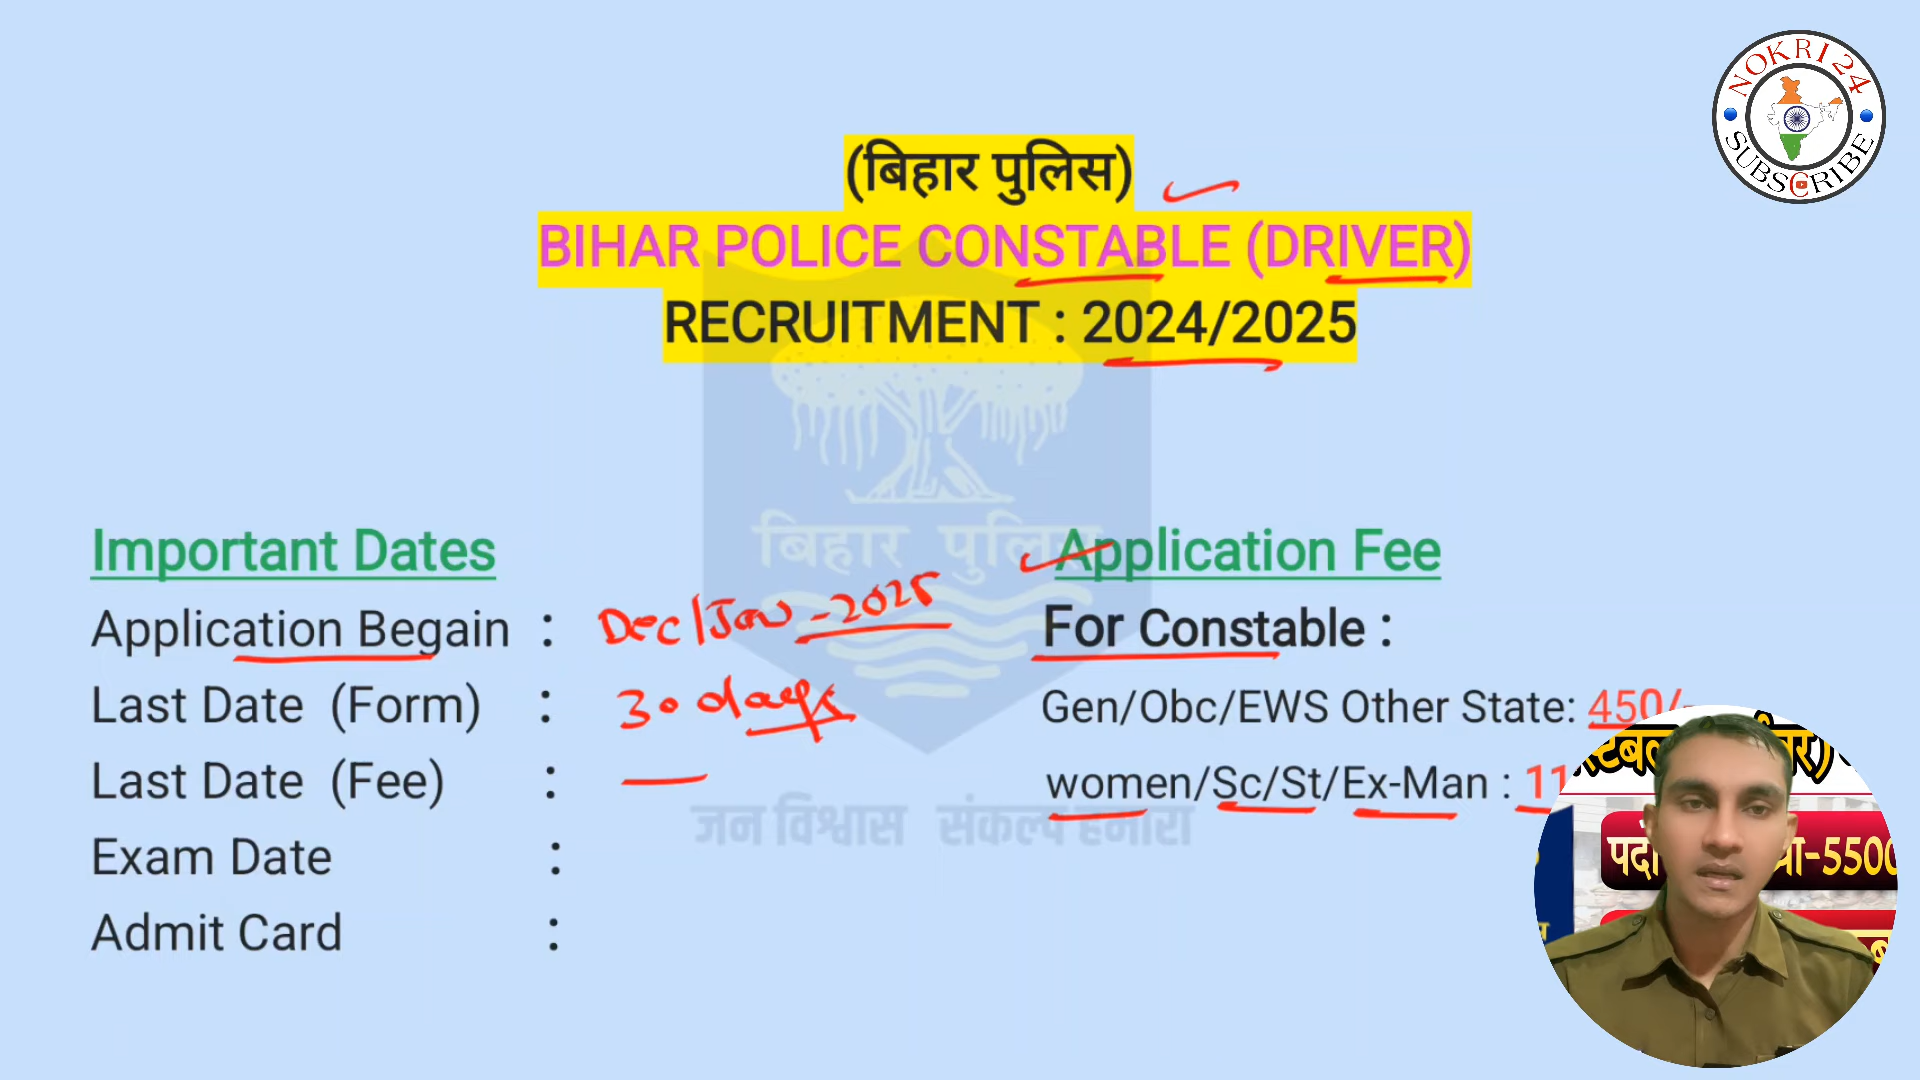 NOKRI 24
SUBSCRIBE
(बिहार पुलिस)
BIHAR POLICE CONSTABLE (DRIVER)
RECRUITMENT : 2024/2025
बिहार पुलिस
जन विश्वास संकल्प हमारा
Important Dates
Application Begain : Dec/Jan-2025
Last Date (Form) : 30 days
Last Date (Fee) :
Exam Date :
Admit Card :
Application Fee
For Constable :
Gen/Obc/EWS Other State: 450/-
women/Sc/St/Ex-Man : 11